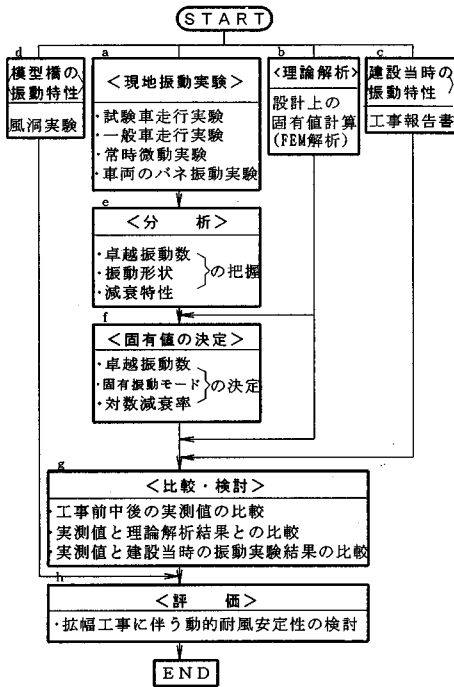 START
d
模型橋の
振動特性
風洞実験
a
＜現地振動実験＞
・試験車走行実験
・一般車走行実験
・常時微動実験
・車両のバネ振動実験
b
＜理論解析＞
設計上の
固有値計算
(FEM解析)
c
建設当時の
振動特性
工事報告書
e
＜分　析＞
・卓越振動数
・振動形状
・減衰特性
の把握
f
＜固有値の決定＞
・卓越振動数
・固有振動モード
・対数減衰率
の決定
g
＜比較・検討＞
・工事前中後の実測値の比較
・実測値と理論解析結果との比較
・実測値と建設当時の振動実験結果の比較
h
＜評　価＞
・拡幅工事に伴う動的耐風安定性の検討
END